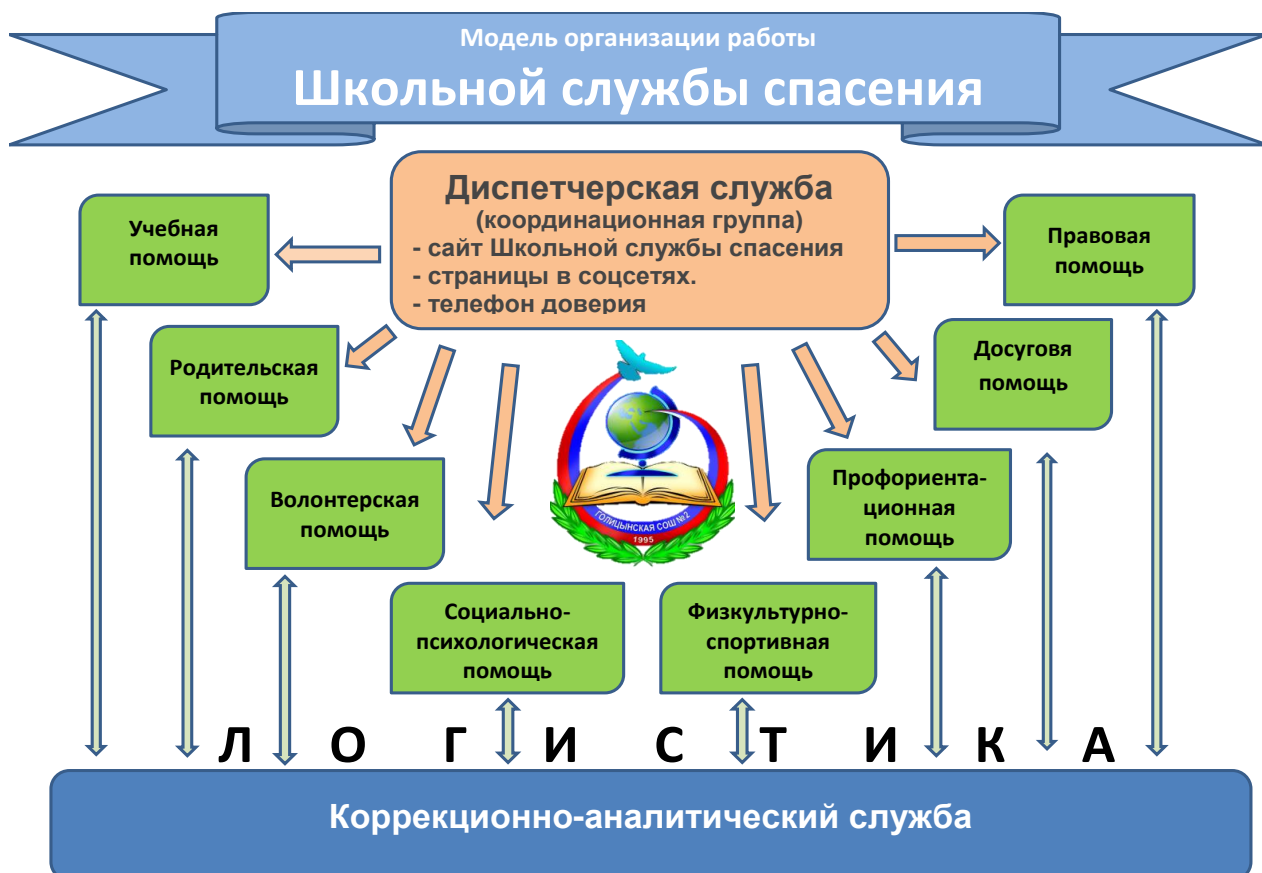 Модель организации работы
Школьной службы спасения
Диспетчерская служба
(координационная группа)
- сайт Школьной службы спасения
- страницы в соцсетях.
- телефон доверия
Учебная
помощь
Правовая
помощь
Родительская
помощь
Досуговя
помощь
Волонтерская
помощь
Профориента-
ционная
помощь
ГОЛИЦЫНСКАЯ СОШ №2
1995
Социально-
психологическая
помощь
Физкультурно-
спортивная
помощь
Л О Г И С Т И К А
Коррекционно-аналитический служба